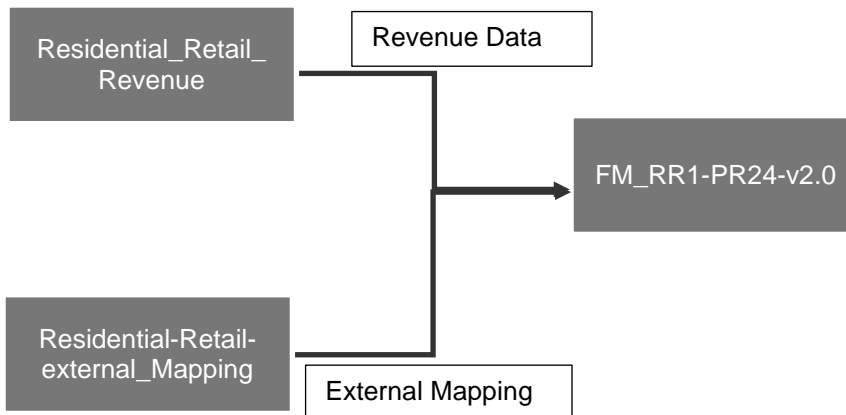 Residential_Retail_
Revenue
Revenue Data
FM_RR1-PR24-v2.0
Residential-Retail-
external_Mapping
External Mapping